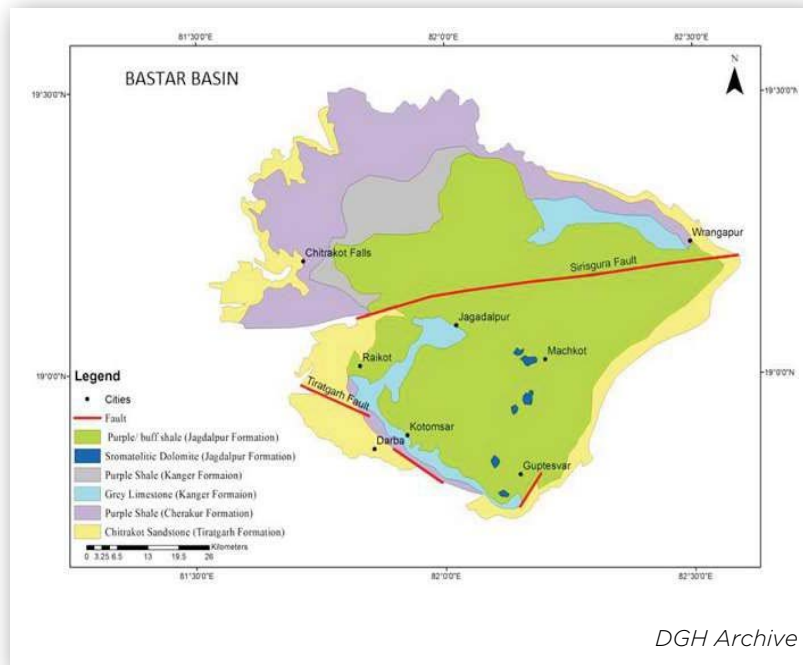 81°30'0"E
82°0'0"E
82°30'0"E
BASTAR BASIN
N
19°30'0"N
19°30'0"N
Wrangapur
Chitrakot Falls
Sirisgura Fault
Jagadalpur
Machkot
Raikot
19°0'0"N
19°0'0"N
Tiratgarh Fault
Kotomsar
Darba
Guptesvar
Legend
Cities
Fault
Purple/ buff shale (Jagdalpur Formation)
Sromatolitic Dolomite (Jagdalpur Formation)
Purple Shale (Kanger Formaion)
Grey Limestone (Kanger Formaion)
Purple Shale (Cherakur Formation)
Chitrakot Sandstone (Tiratgarh Formation)
Kilometers
0 3.25 6.5 13 19.5 26
81°30'0"E
82°0'0"E
82°30'0"E
DGH Archive